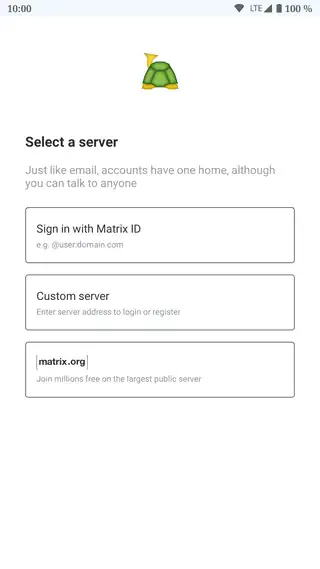 10:00 LTE 100 %
Select a server
Just like email, accounts have one home, although
you can talk to anyone
Sign in with Matrix ID
e.g. @user:domain.com
Custom server
Enter server address to login or register
matrix.org
Join millions free on the largest public server